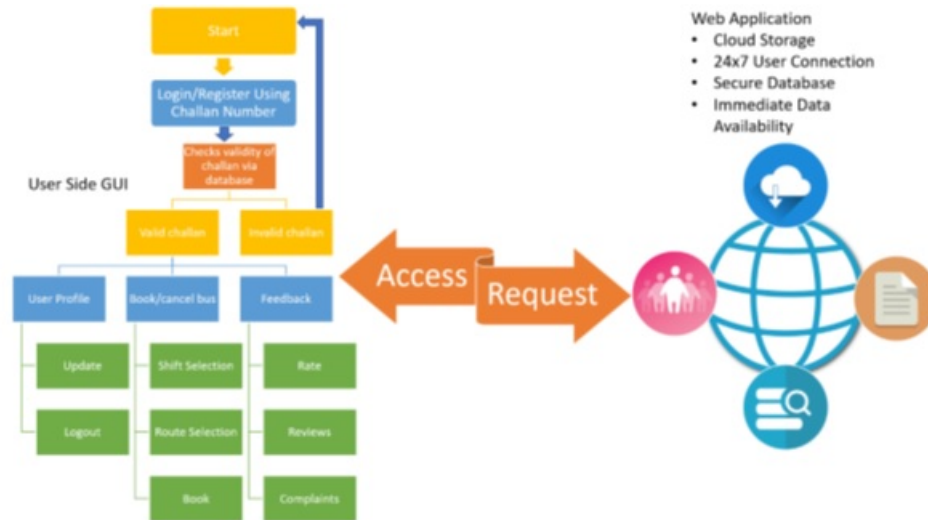 Start
Login/Register Using
Challan Number
Checks validity of
challan via
database
User Side GUI
Valid challan
Invalid challan
User Profile
Book/cancel bus
Feedback
Update
Shift Selection
Rate
Logout
Route Selection
Reviews
Book
Complaints
Access
Request
Web Application
• Cloud Storage
• 24x7 User Connection
• Secure Database
• Immediate Data
Availability